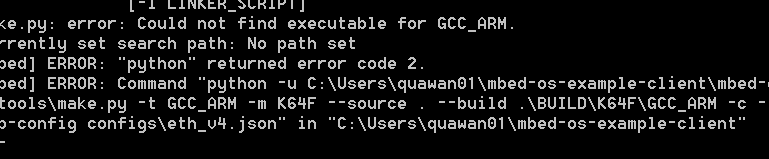 [-T LINKER_SCRIPT]
ke.py: error: Could not find executable for GCC_ARM.
rrently set search path: No path set
bed] ERROR: "python" returned error code 2.
bed] ERROR: Command "python -u C:\Users\quawan01\mbed-os-example-client\mbed-
tools\make.py -t GCC_ARM -m K64F --source . --build .\BUILD\K64F\GCC_ARM -c -
p-config configs\eth_v4.json" in "C:\Users\quawan01\mbed-os-example-client"